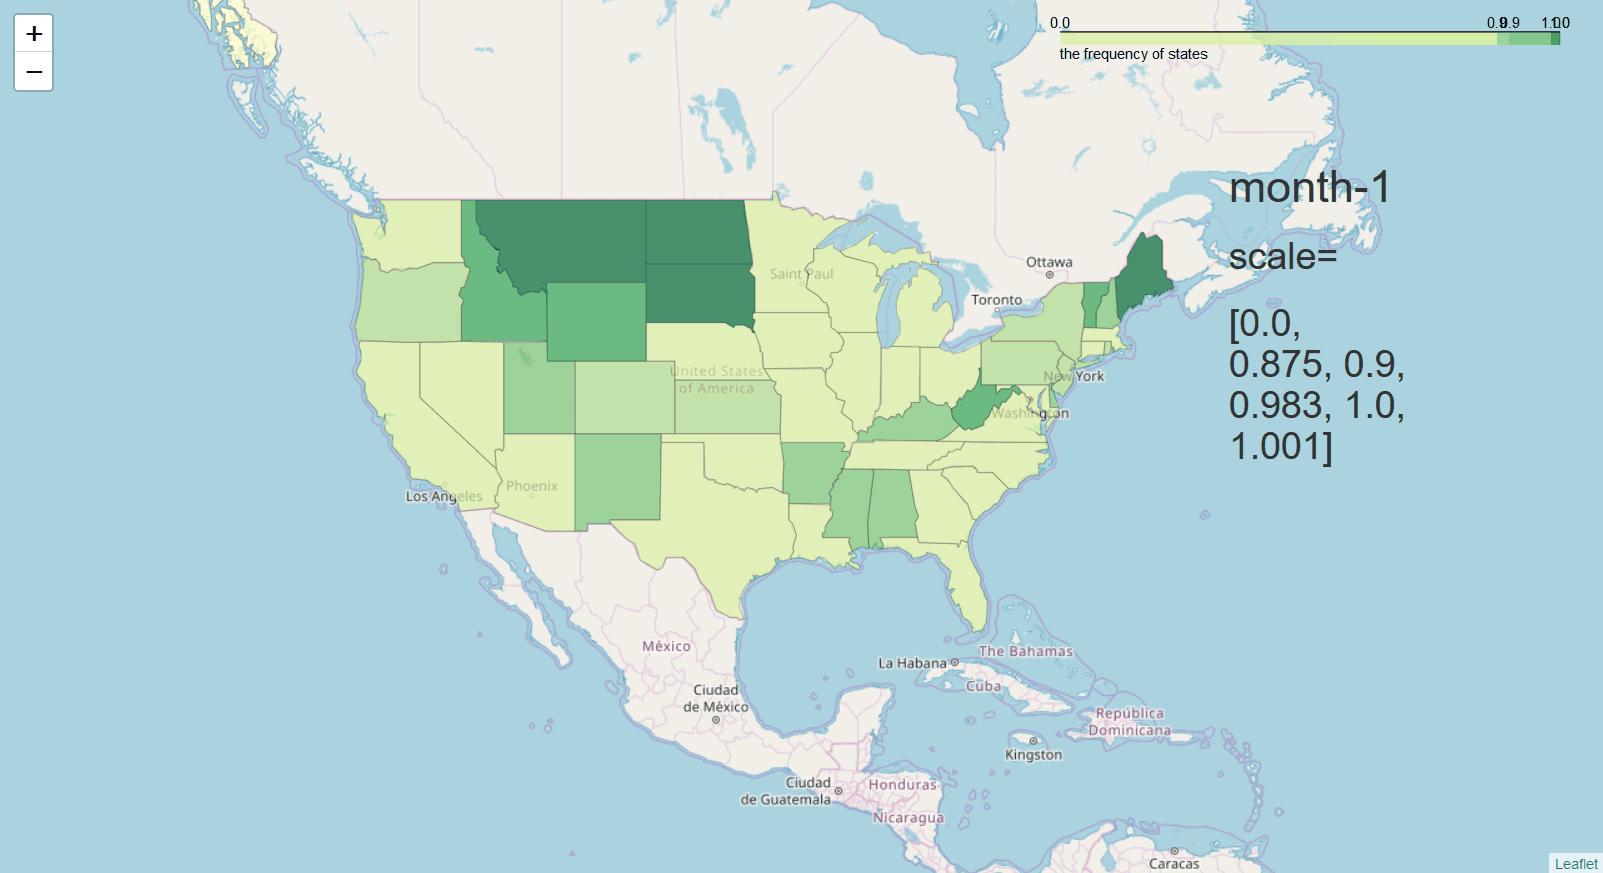 +
−
0.0
0.9
0.9
1.0
1.0
the frequency of states
month-1
scale=
[0.0,
0.875, 0.9,
0.983, 1.0,
1.001]
Ottawa
Saint Paul
Toronto
United States
of America
New York
Washington
Los Angeles
Phoenix
México
The Bahamas
La Habana
Cuba
Ciudad
de México
República
Dominicana
Kingston
Ciudad
de Guatemala
Honduras
Nicaragua
Caracas
Leaflet